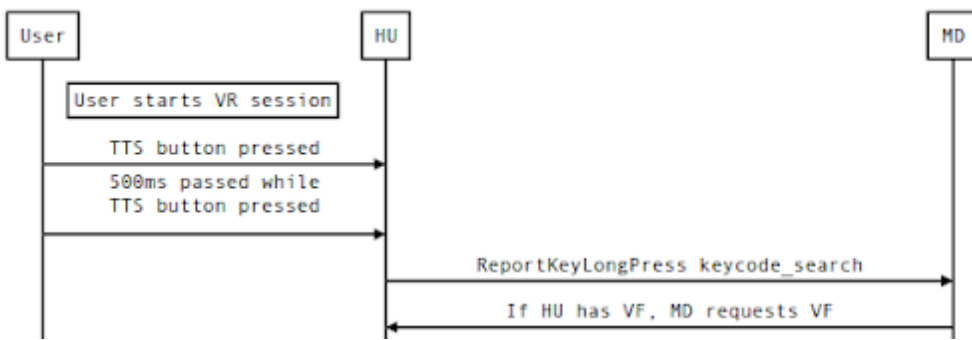 User
HU
MD
User starts VR session
TTS button pressed
500ms passed while
TTS button pressed
ReportKeyLongPress keycode_search
If HU has VF, MD requests VF